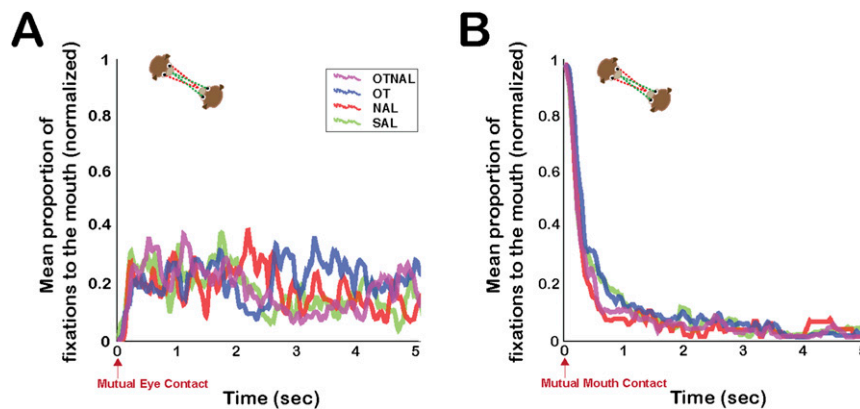 A
Mean proportion of
fixations to the mouth (normalized)
1
0.8
0.6
0.4
0.2
0
OTNAL
OT
NAL
SAL
0 1 2 3 4 5
Mutual Eye Contact
Time (sec)
B
Mean proportion of
fixations to the mouth (normalized)
1
0.8
0.6
0.4
0.2
0
0 1 2 3 4 5
Mutual Mouth Contact
Time (sec)